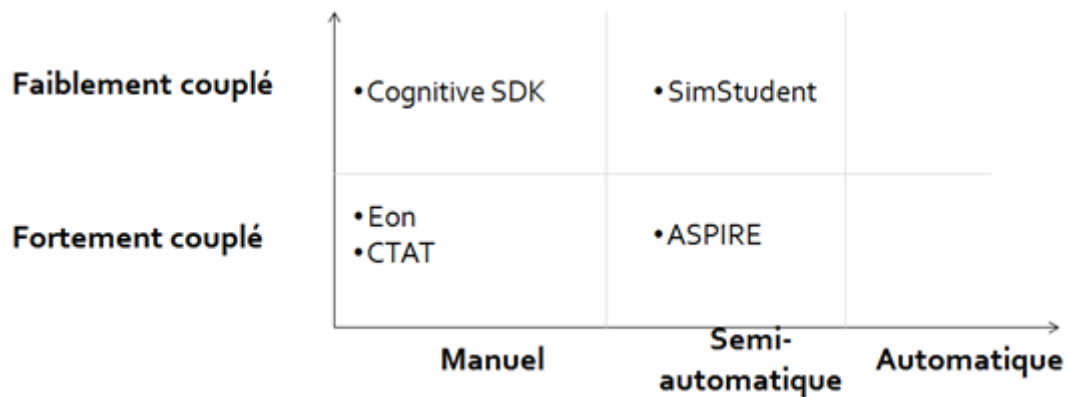 Faiblement couplé
•Cognitive SDK
•SimStudent
Fortement couplé
•Eon
•CTAT
•ASPIRE
Manuel
Semi-
automatique
Automatique